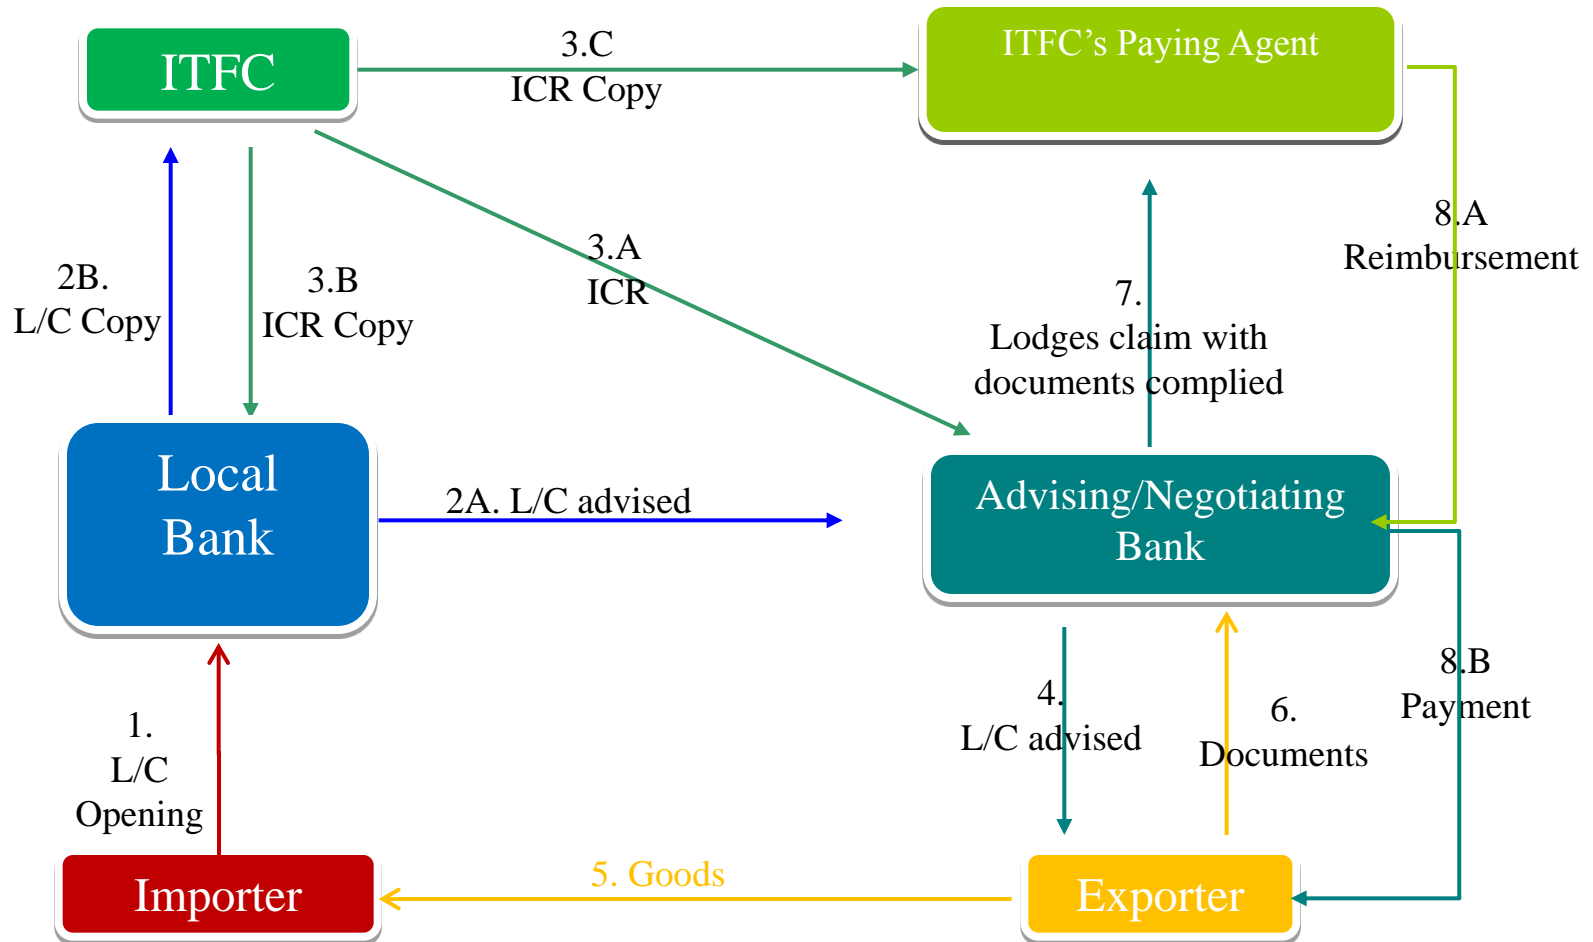 ITFC
3.C
ICR Copy
ITFC’s Paying Agent
8.A
Reimbursement
2B.
L/C Copy
3.B
ICR Copy
3.A
ICR
7.
Lodges claim with
documents complied
Local
Bank
2A. L/C advised
Advising/Negotiating
Bank
1.
L/C
Opening
4.
L/C advised
6.
Documents
8.B
Payment
Importer
5. Goods
Exporter